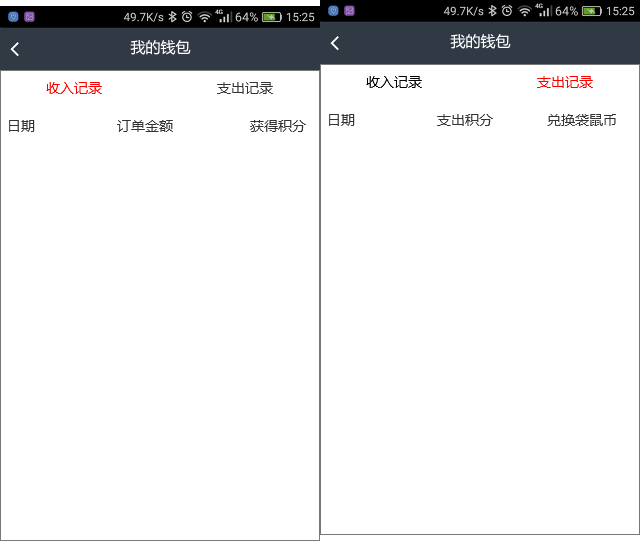 49.7K/s 4G 64% 15:25
我的钱包
收入记录 支出记录
日期 订单金额 获得积分
49.7K/s 4G 64% 15:25
我的钱包
收入记录 支出记录
日期 支出积分 兑换袋鼠币